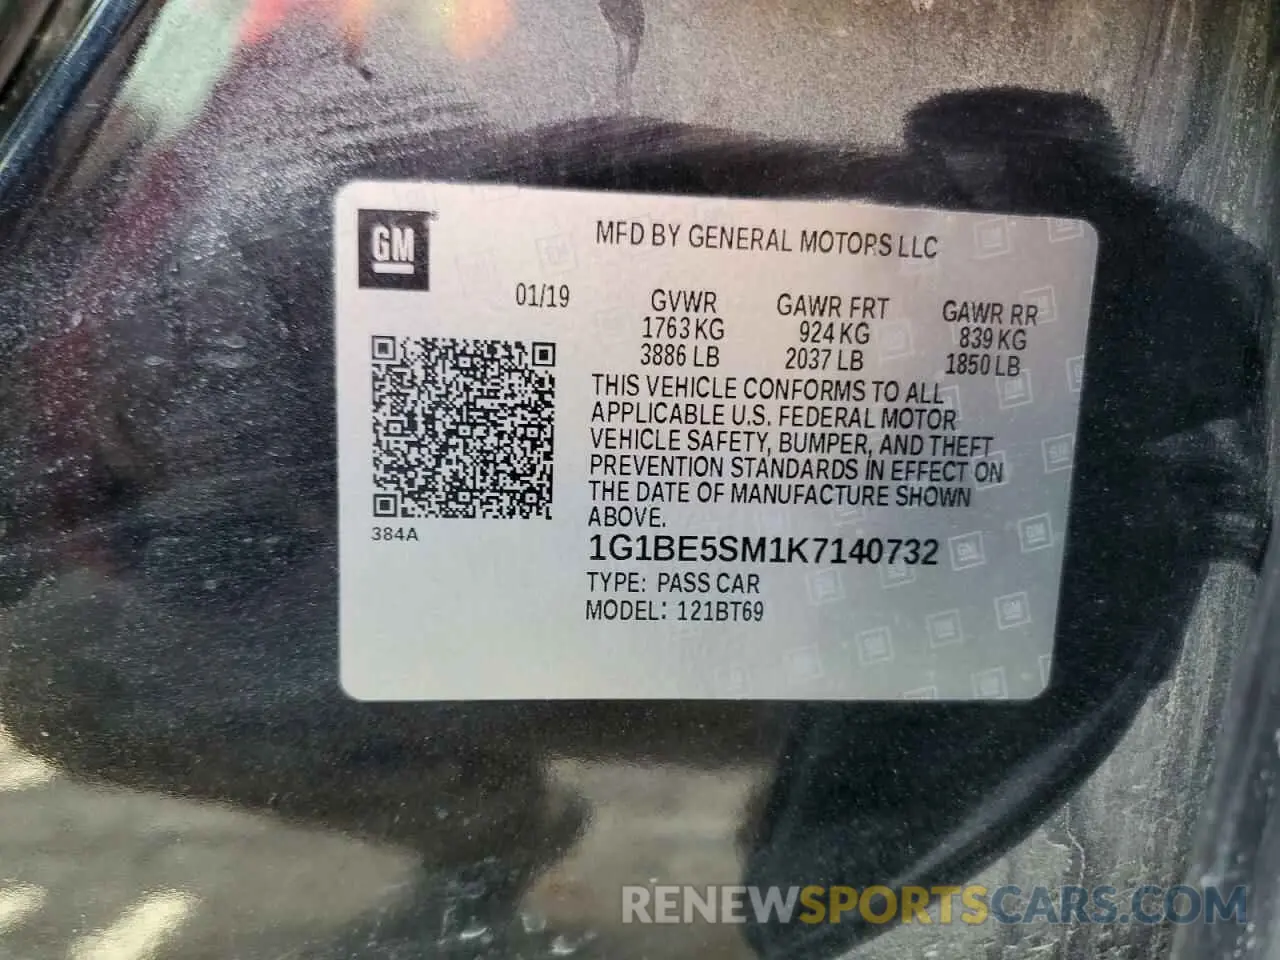 GM
MFD BY GENERAL MOTORS LLC
01/19
GVWR GAWR FRT GAWR RR
1763 KG 924 KG 839 KG
3886 LB 2037 LB 1850 LB
THIS VEHICLE CONFORMS TO ALL
APPLICABLE U.S. FEDERAL MOTOR
VEHICLE SAFETY, BUMPER, AND THEFT
PREVENTION STANDARDS IN EFFECT ON
THE DATE OF MANUFACTURE SHOWN
ABOVE.
384A
1G1BE5SM1K7140732
TYPE: PASS CAR
MODEL: 121BT69
RENEWSPORTSCARS.COM